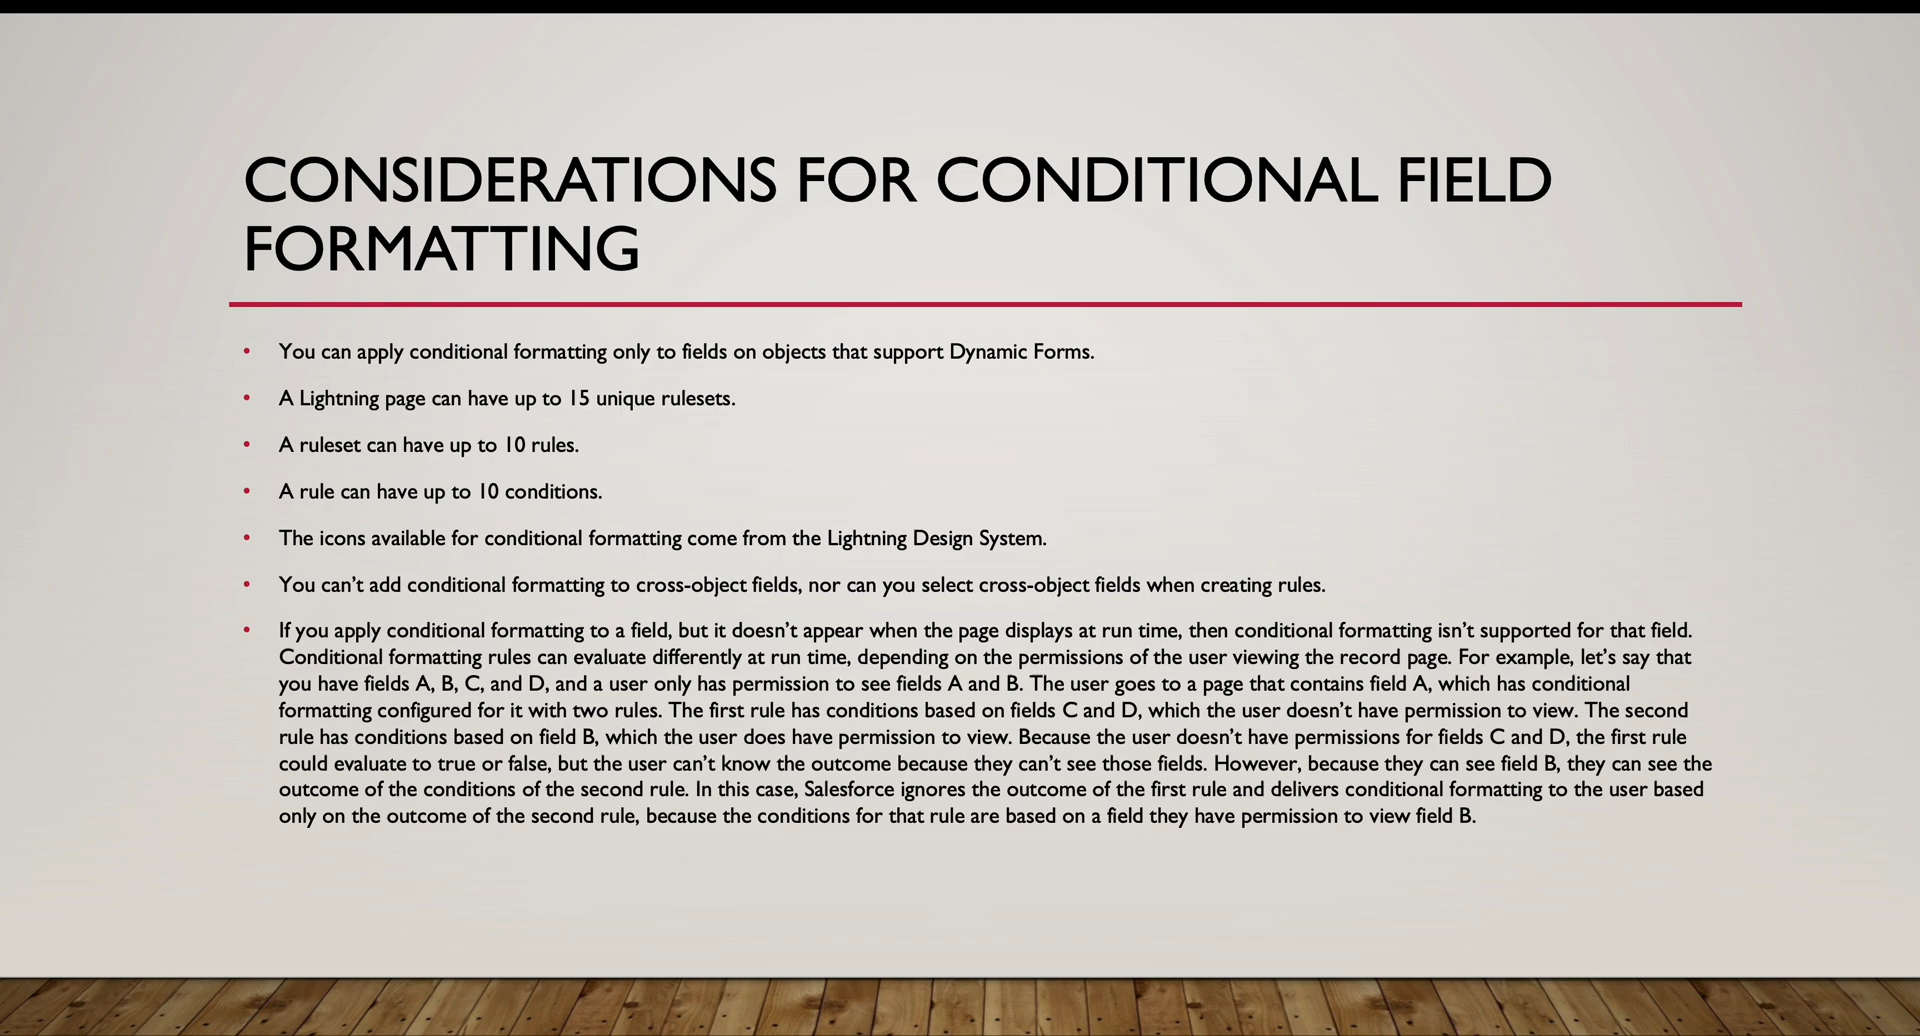 CONSIDERATIONS FOR CONDITIONAL FIELD
FORMATTING
• You can apply conditional formatting only to fields on objects that support Dynamic Forms.
• A Lightning page can have up to 15 unique rulesets.
• A ruleset can have up to 10 rules.
• A rule can have up to 10 conditions.
• The icons available for conditional formatting come from the Lightning Design System.
• You can’t add conditional formatting to cross-object fields, nor can you select cross-object fields when creating rules.
• If you apply conditional formatting to a field, but it doesn’t appear when the page displays at run time, then conditional formatting isn’t supported for that field.
Conditional formatting rules can evaluate differently at run time, depending on the permissions of the user viewing the record page. For example, let’s say that
you have fields A, B, C, and D, and a user only has permission to see fields A and B. The user goes to a page that contains field A, which has conditional
formatting configured for it with two rules. The first rule has conditions based on fields C and D, which the user doesn’t have permission to view. The second
rule has conditions based on field B, which the user does have permission to view. Because the user doesn’t have permissions for fields C and D, the first rule
could evaluate to true or false, but the user can’t know the outcome because they can’t see those fields. However, because they can see field B, they can see the
outcome of the conditions of the second rule. In this case, Salesforce ignores the outcome of the first rule and delivers conditional formatting to the user based
only on the outcome of the second rule, because the conditions for that rule are based on a field they have permission to view field B.